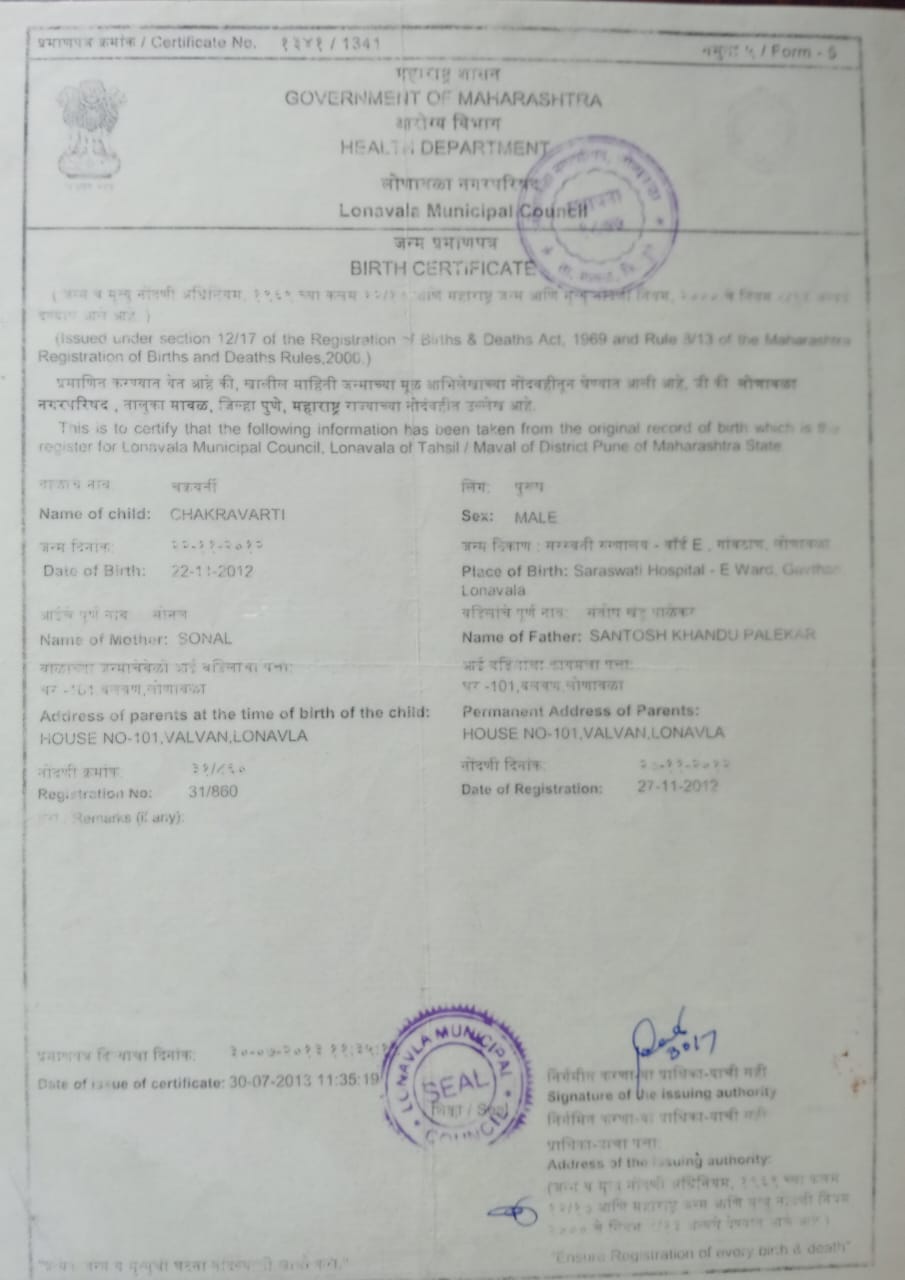 प्रमाणपत्र क्रमांक / Certificate No. १३४१ / 1341
नमुना ५ / Form - 5
महाराष्ट्र शासन
GOVERNMENT OF MAHARASHTRA
आरोग्य विभाग
HEALTH DEPARTMENT
लोणावळा नगरपरिषद
Lonavala Municipal Council
जन्म प्रमाणपत्र
BIRTH CERTIFICATE
( जन्म व मृत्यु नोंदणी अधिनियम, १९६९ च्या कलम १२/१७ आणि महाराष्ट्र जन्म आणि मृत्यु नोंदणी नियम, २००० चे नियम ८/१३ अन्वये
देण्यात आले आहे. )
(Issued under section 12/17 of the Registration of Births & Deaths Act, 1969 and Rule 8/13 of the Maharashtra
Registration of Births and Deaths Rules,2000.)
प्रमाणित करण्यात येत आहे की, खालील माहिती जन्माच्या मूळ अभिलेखाच्या नोंदवहीतून घेण्यात आली आहे, जी की लोणावळा
नगरपरिषद , तालुका मावळ, जिल्हा पुणे, महाराष्ट्र राज्याच्या नोंदवहीत उल्लेख आहे.
This is to certify that the following information has been taken from the original record of birth which is the
register for Lonavala Municipal Council, Lonavala of Tahsil / Maval of District Pune of Maharashtra State
बाळाचे नाव: चक्रवर्ती
लिंग: पुरुष
Name of child: CHAKRAVARTI
Sex: MALE
जन्म दिनांक: २२-११-२०१२
जन्म ठिकाण : सरस्वती रुग्णालय - वॉर्ड E , गांवठाण, लोणावळा
Date of Birth: 22-11-2012
Place of Birth: Saraswati Hospital - E Ward, Gavthan,
Lonavala
आईचे पूर्ण नाव: सोनल
वडिलांचे पूर्ण नाव: संतोष खंडू पाळेकर
Name of Mother: SONAL
Name of Father: SANTOSH KHANDU PALEKAR
बाळाच्या जन्माचेवेळी आई वडिलांचा पत्ता:
आई वडिलांचा कायमचा पत्ता:
घर -101,वलवण,लोणावळा
घर -101,वलवण,लोणावळा
Address of parents at the time of birth of the child:
Permanent Address of Parents:
HOUSE NO-101,VALVAN,LONAVLA
HOUSE NO-101,VALVAN,LONAVLA
नोंदणी क्रमांक: ३१/८६०
नोंदणी दिनांक: २७-११-२०१२
Registration No: 31/860
Date of Registration: 27-11-2012
Remarks (if any):
LONAVLA MUNICIPAL
SEAL
COUNCIL
3017
प्रमाणपत्र दिल्याचा दिनांक: ३०-०७-२०१३ ११:३५:१
Date of issue of certificate: 30-07-2013 11:35:19
शिक्का / Seal
निर्गमित करणाऱ्या प्राधिकाऱ्याची सही
Signature of the issuing authority
निर्गमित करणाऱ्या प्राधिकाऱ्याची सही
प्राधिकाऱ्याचा पत्ता:
Address of the issuing authority:
(जन्म व मृत्यु नोंदणी अधिनियम, १९६९ च्या कलम
१२/१७ आणि महाराष्ट्र जन्म आणि मृत्यु नोंदणी नियम
२००० चे नियम ८/१३ अन्वये देण्यात आले आहे )
"Ensure Registration of every birth & death"